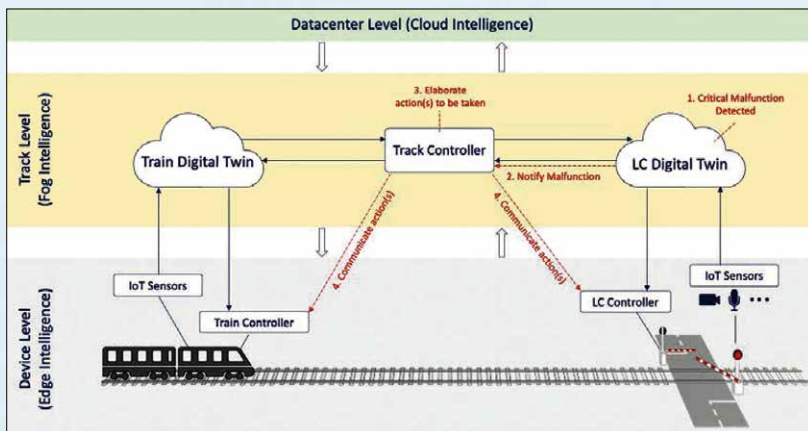 Datacenter Level (Cloud Intelligence)
Track Level
(Fog Intelligence)
3. Elaborate
action(s) to be taken
1. Critical Malfunction
Detected
Train Digital Twin
Track Controller
LC Digital Twin
2. Notify Malfunction
4. Communicate action(s)
4. Communicate action(s)
Device Level
(Edge Intelligence)
IoT Sensors
Train Controller
LC Controller
IoT Sensors